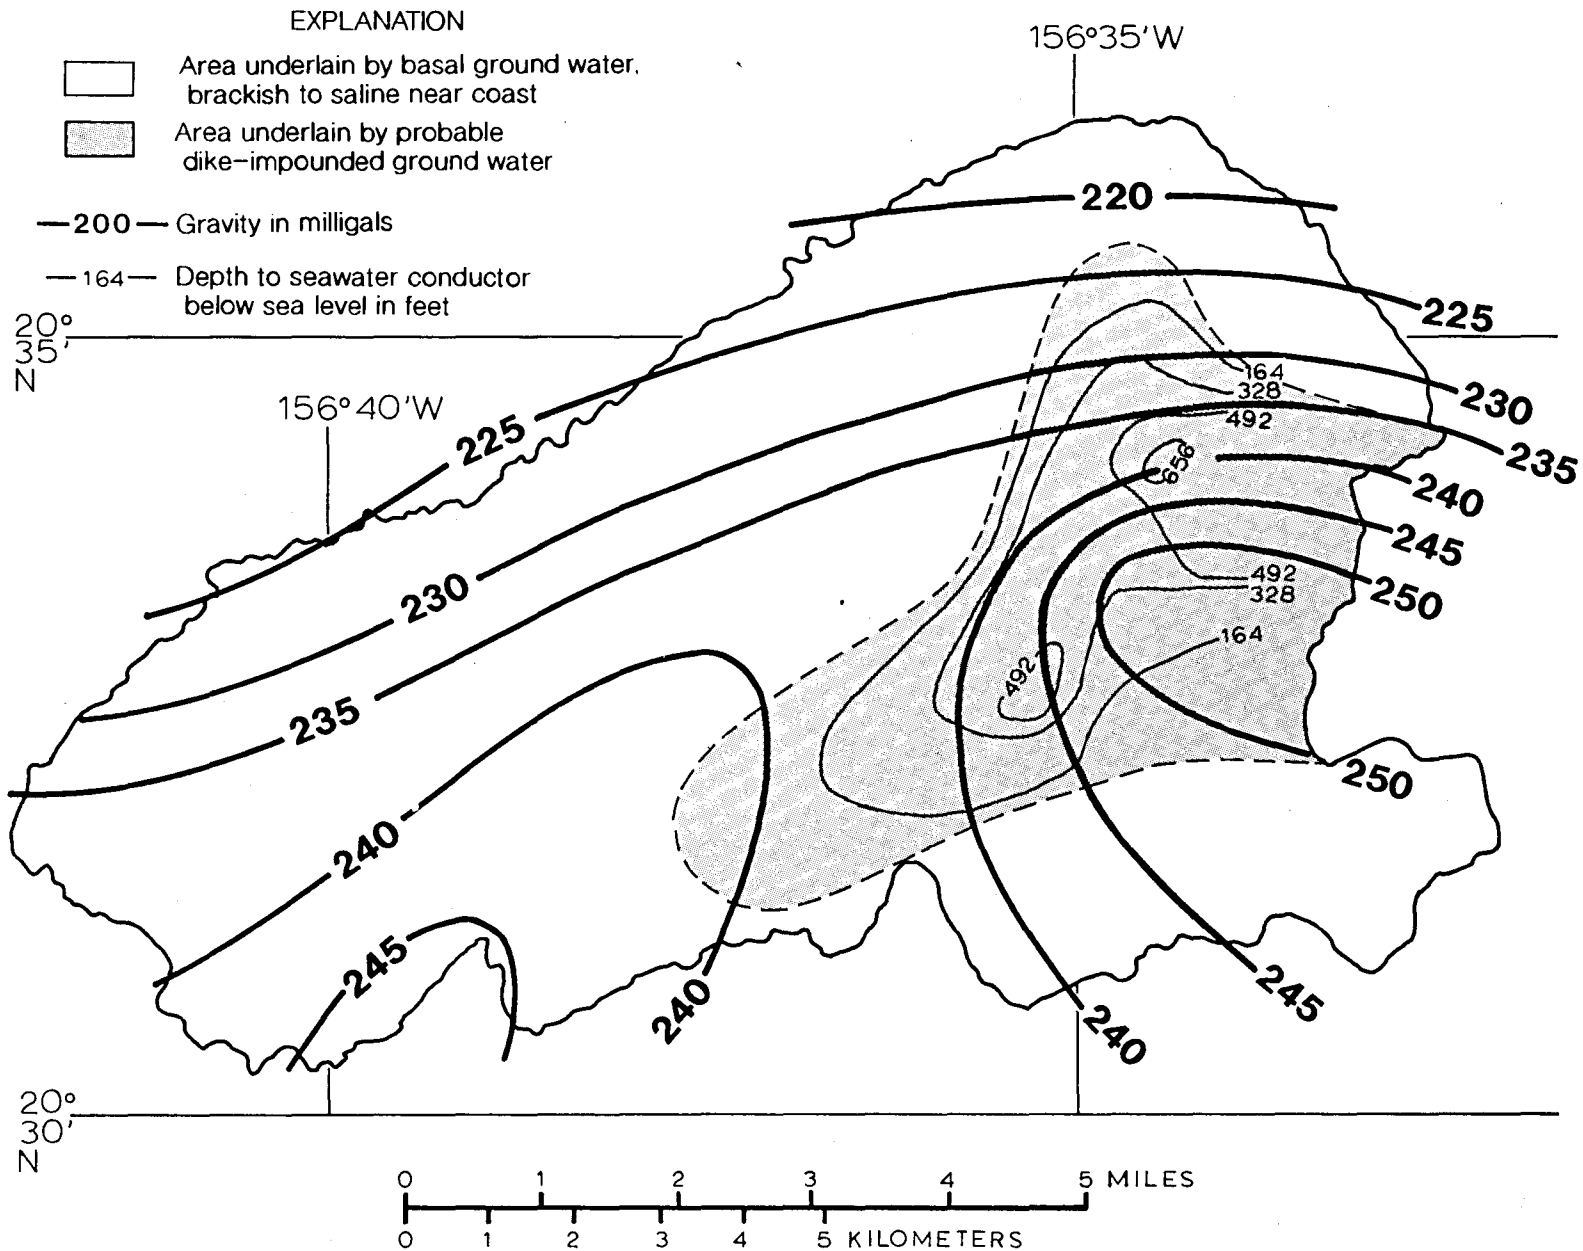 EXPLANATION
Area underlain by basal ground water,
brackish to saline near coast
Area underlain by probable
dike-impounded ground water
200 Gravity in milligals
164 Depth to seawater conductor
below sea level in feet
156°35'W
20°
35'
N
156°40'W
220
225
225
230
230
235
235
240
240
240
240
245
245
245
250
250
164
328
492
656
492
328
164
492
20°
30'
N
0 1 2 3 4 5 MILES
0 1 2 3 4 5 KILOMETERS